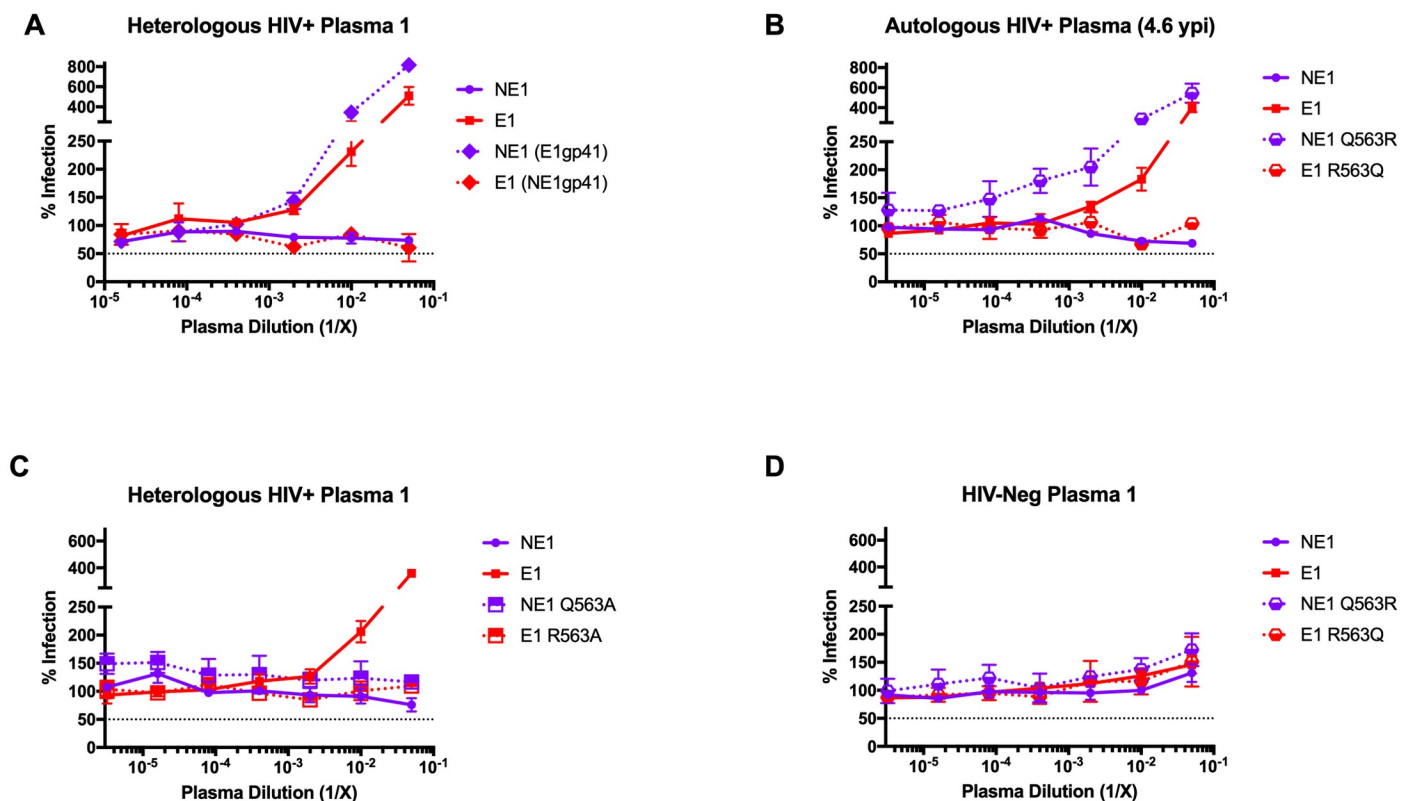 A
Heterologous HIV+ Plasma 1
800
600
400
250
200
150
100
50
0
% Infection
10-5
10-4
10-3
10-2
10-1
Plasma Dilution (1/X)
NE1
E1
NE1 (E1gp41)
E1 (NE1gp41)
B
Autologous HIV+ Plasma (4.6 ypi)
800
600
400
250
200
150
100
50
0
% Infection
10-5
10-4
10-3
10-2
10-1
Plasma Dilution (1/X)
NE1
E1
NE1 Q563R
E1 R563Q
C
Heterologous HIV+ Plasma 1
600
400
250
200
150
100
50
0
% Infection
10-5
10-4
10-3
10-2
10-1
Plasma Dilution (1/X)
NE1
E1
NE1 Q563A
E1 R563A
D
HIV-Neg Plasma 1
600
400
250
200
150
100
50
0
% Infection
10-5
10-4
10-3
10-2
10-1
Plasma Dilution (1/X)
NE1
E1
NE1 Q563R
E1 R563Q